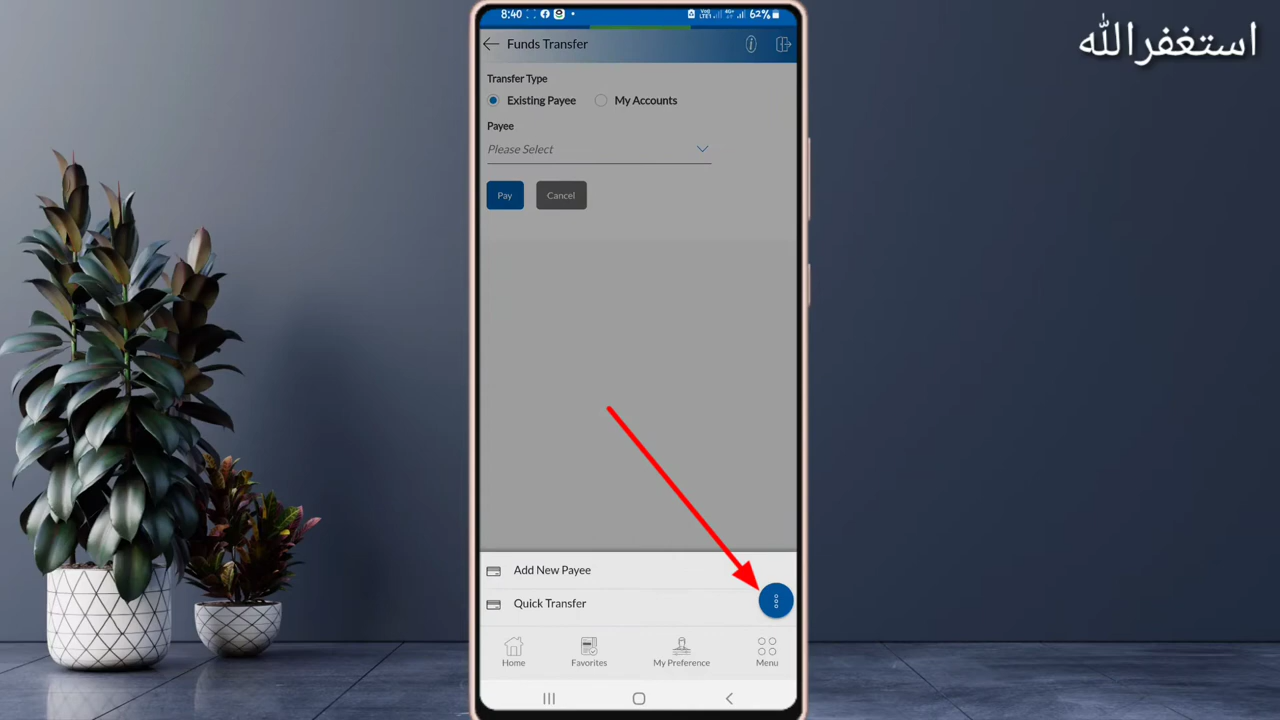 8:40
62%
استغفرالله
Funds Transfer
Transfer Type
Existing Payee
My Accounts
Payee
Please Select
Pay
Cancel
Add New Payee
Quick Transfer
Home
Favorites
My Preference
Menu